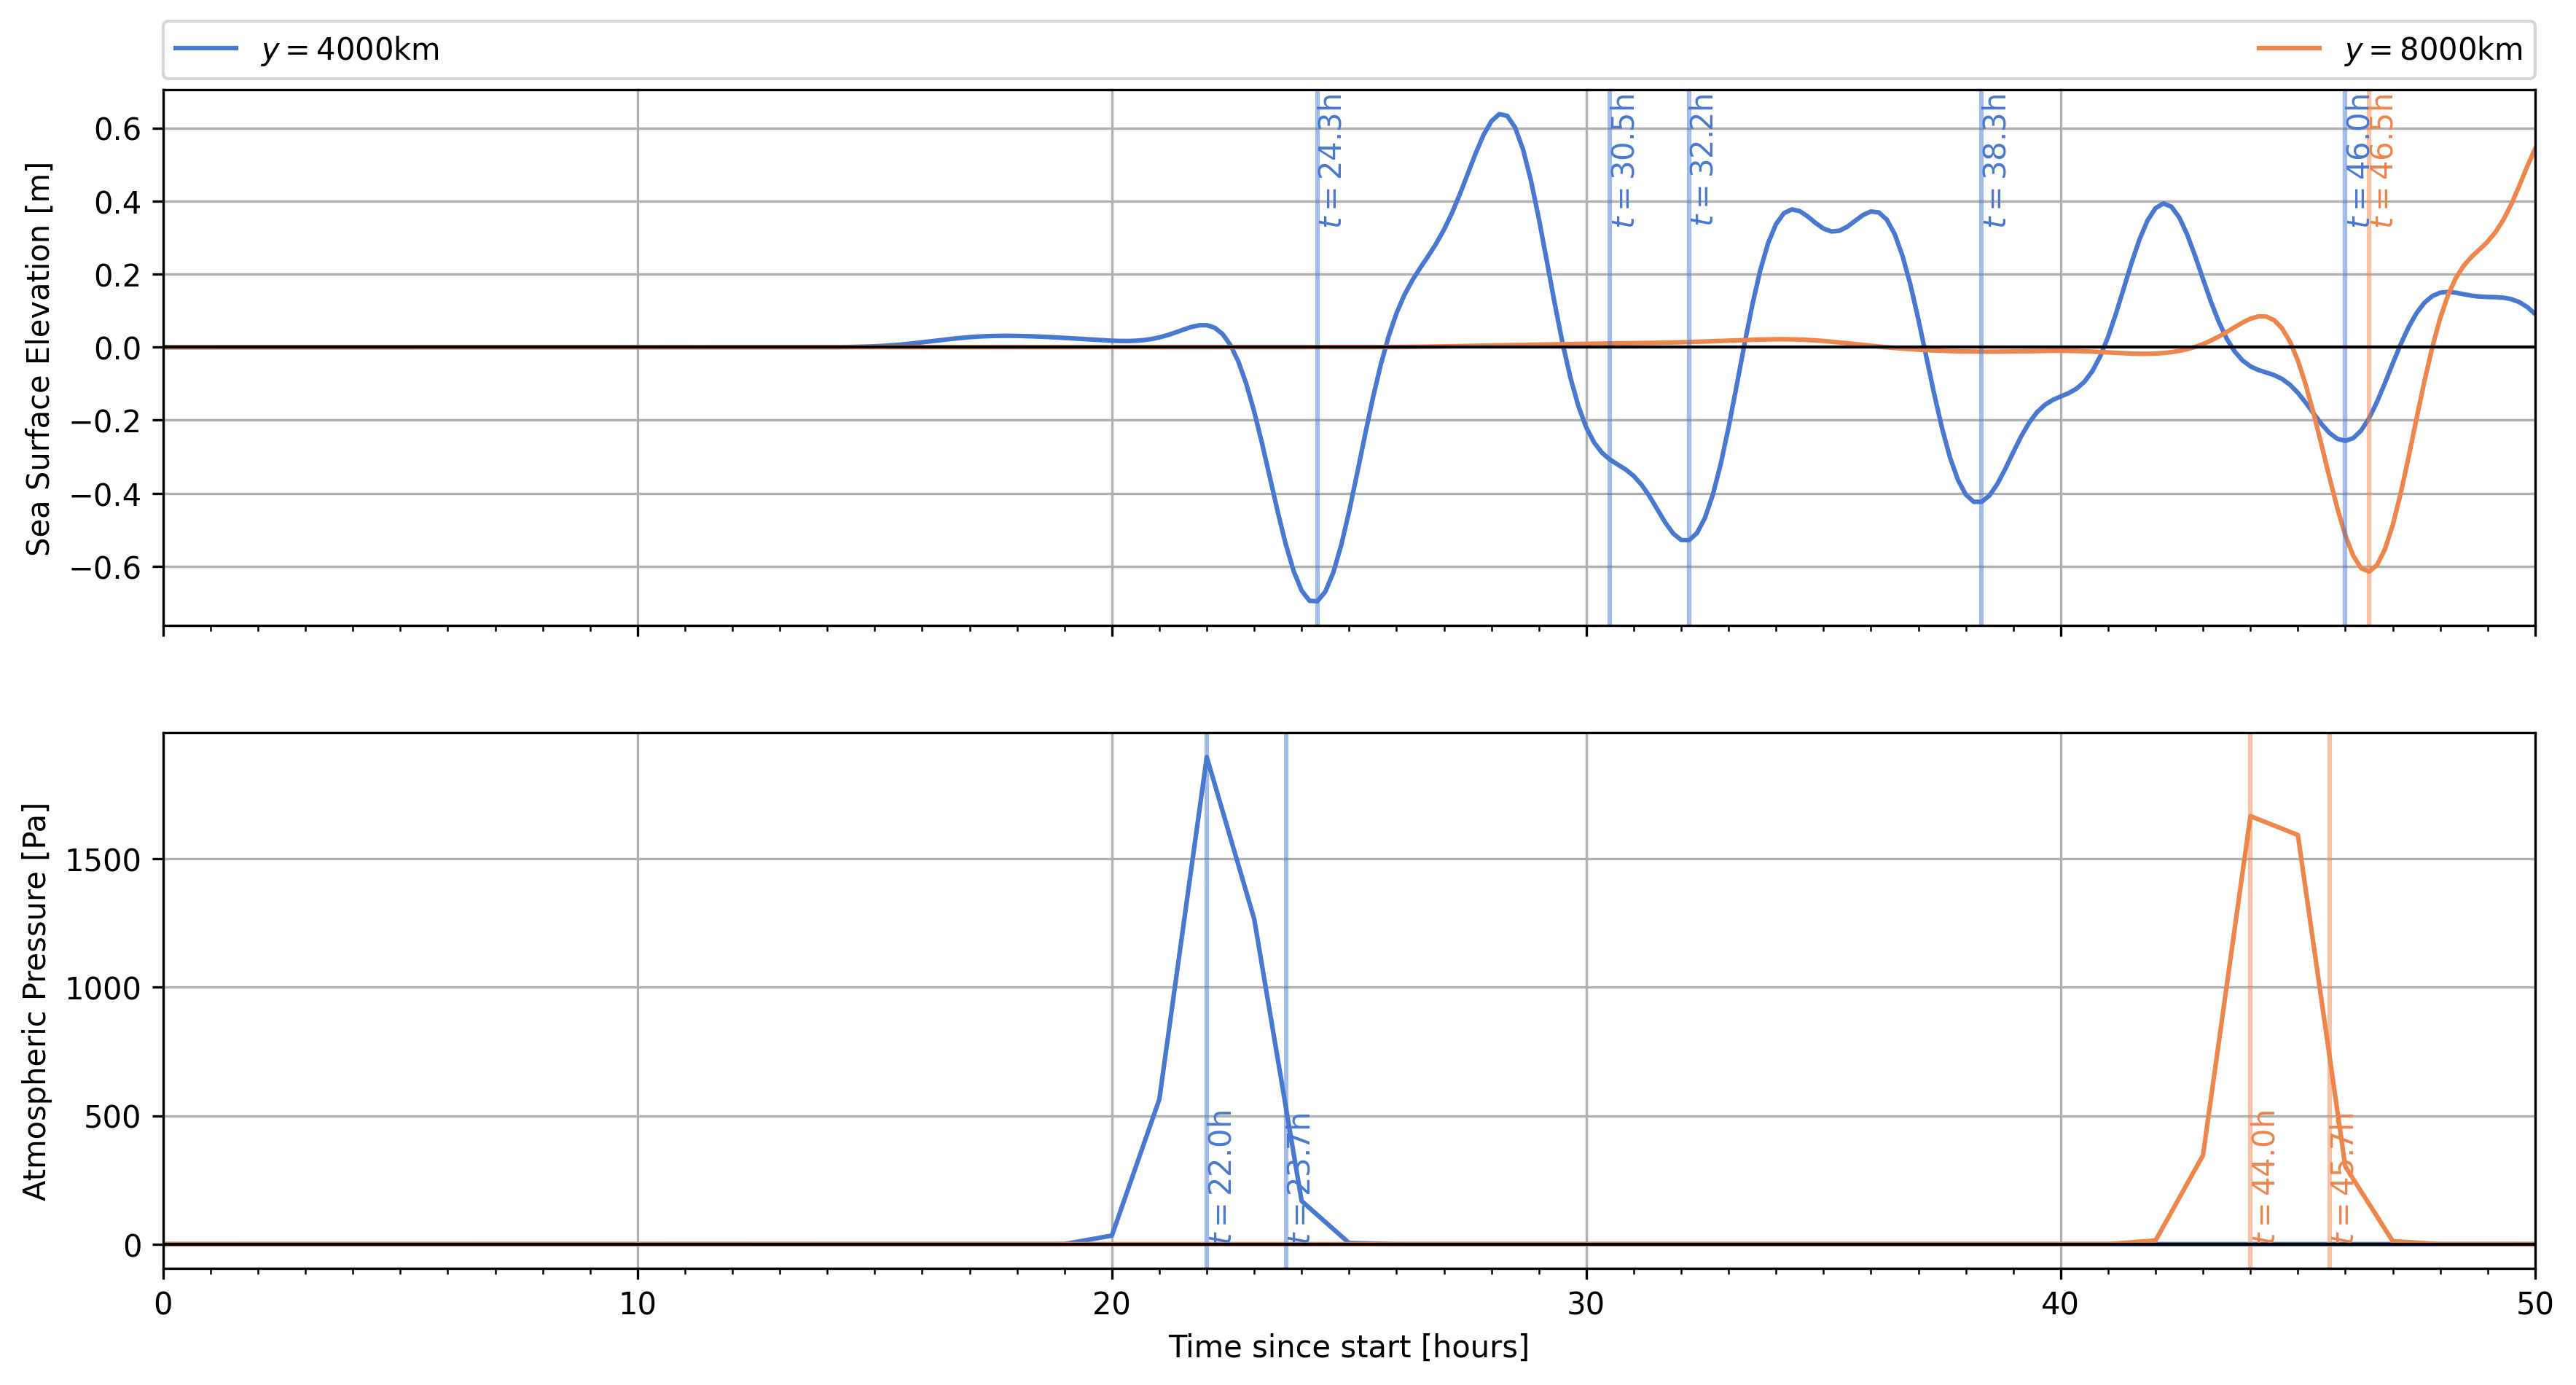 y = 4000km
y = 8000km
Sea Surface Elevation [m]
0.6
0.4
0.2
0.0
−0.2
−0.4
−0.6
t = 24.3h
t = 30.5h
t = 32.2h
t = 38.3h
t = 46.0h
t = 46.5h
Atmospheric Pressure [Pa]
1500
1000
500
0
t = 22.0h
t = 23.7h
t = 44.0h
t = 45.7h
0 10 20 30 40 50
Time since start [hours]